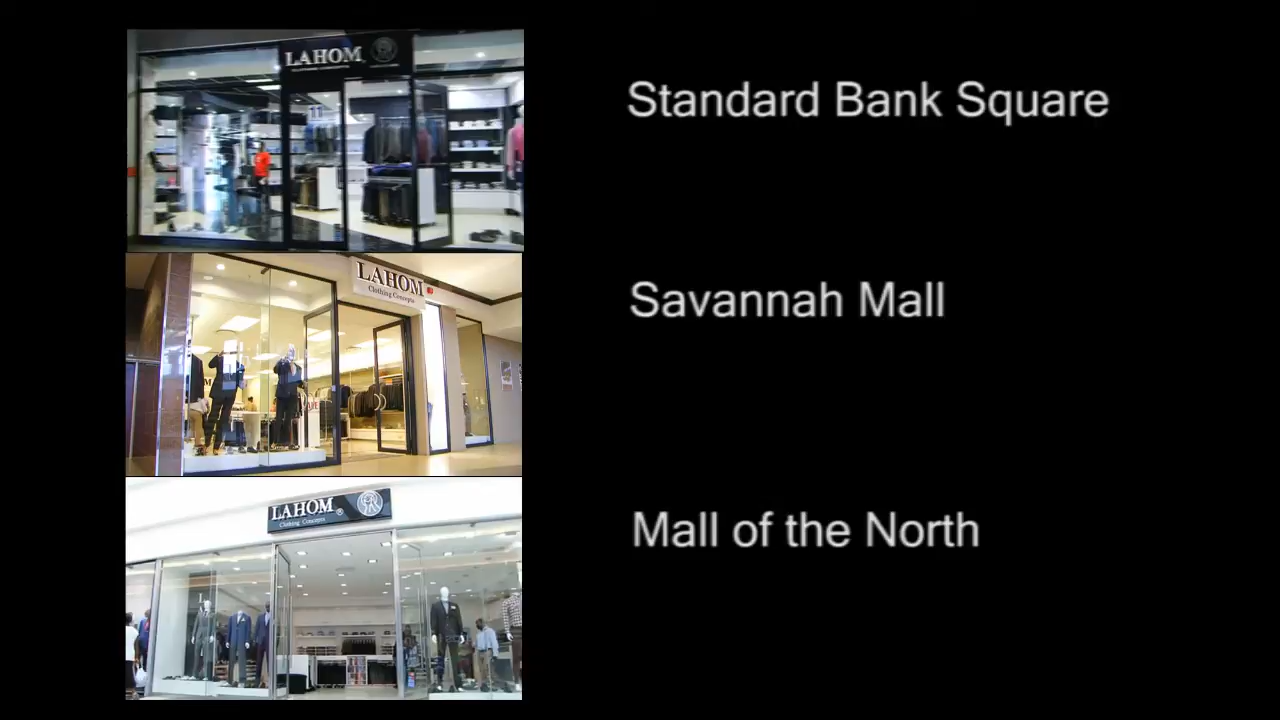 LAHOM
Standard Bank Square
LAHOM
Clothing Concepts
Savannah Mall
LAHOM ®
Clothing Concepts
Mall of the North